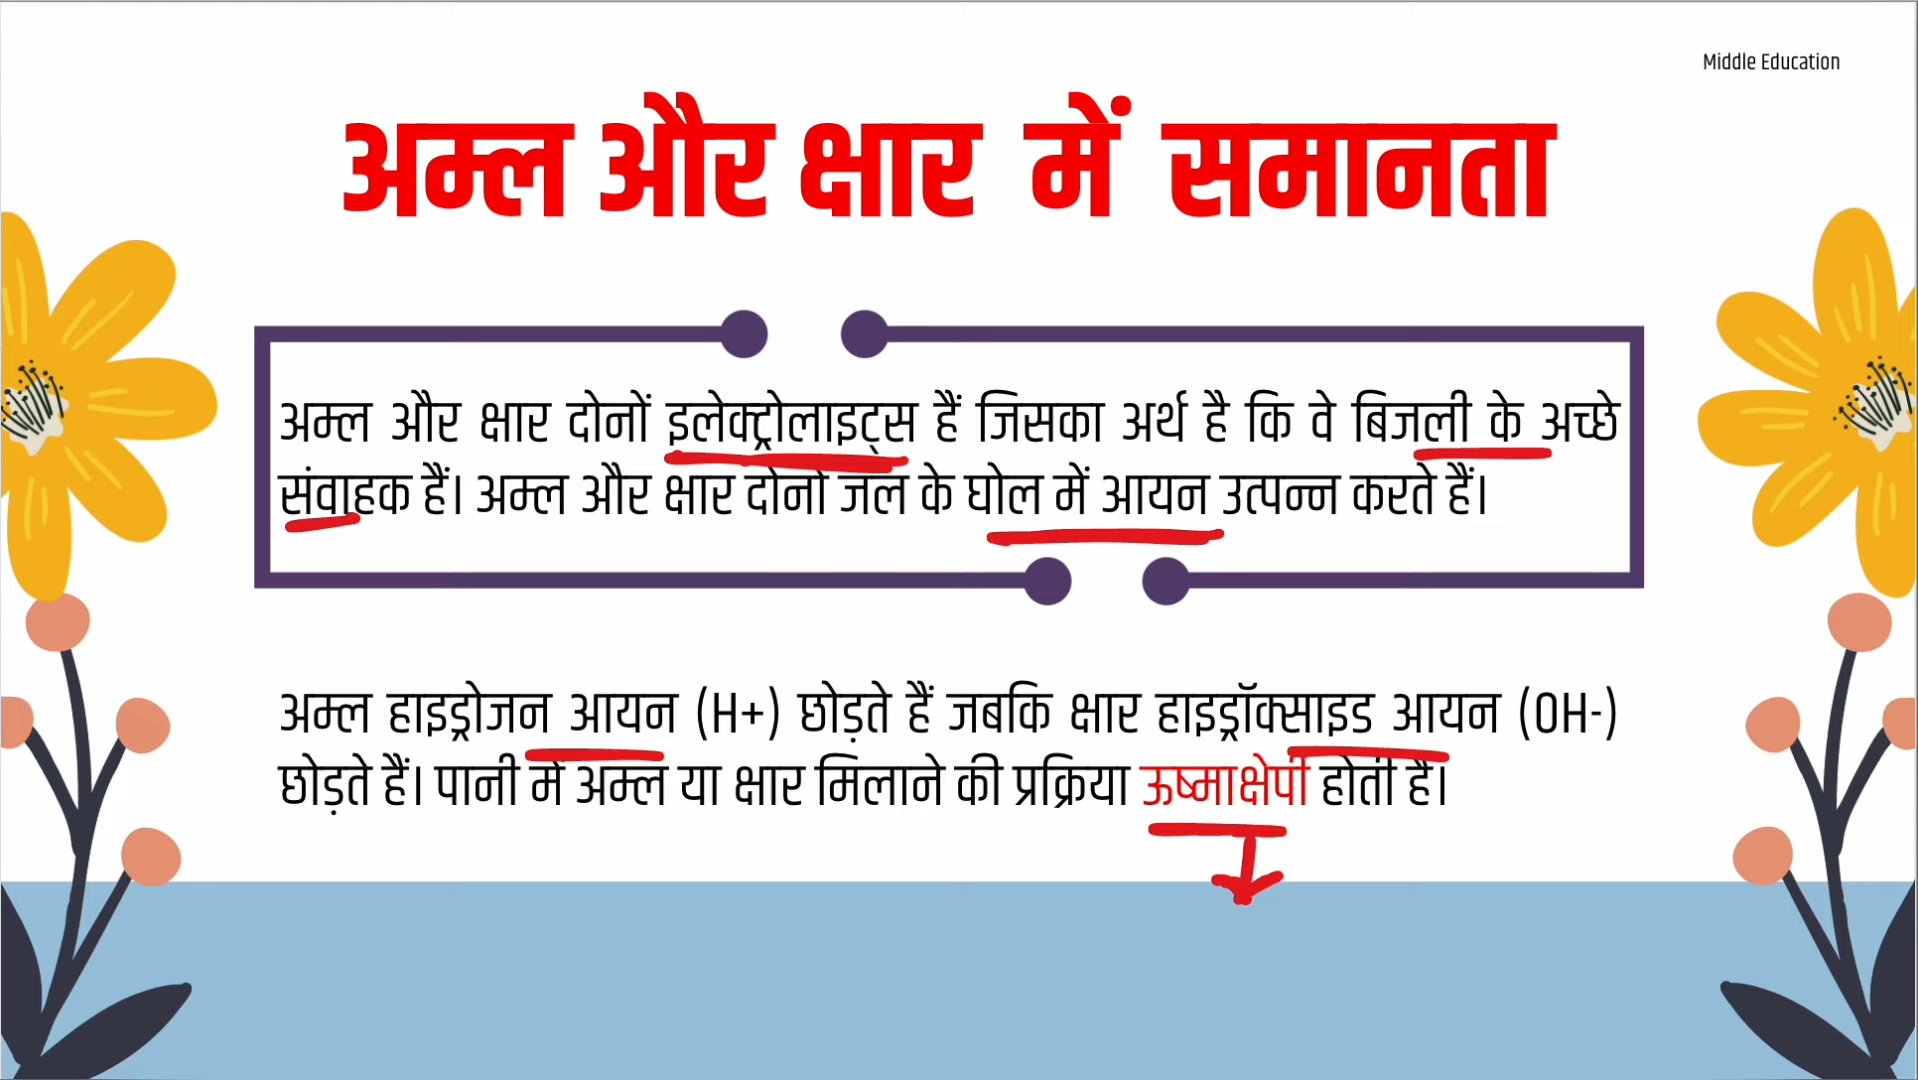 Middle Education
अम्ल और क्षार में समानता
अम्ल और क्षार दोनों इलेक्ट्रोलाइट्स हैं जिसका अर्थ है कि वे बिजली के अच्छे
संवाहक हैं। अम्ल और क्षार दोनों जल के घोल में आयन उत्पन्न करते हैं।
अम्ल हाइड्रोजन आयन (H+) छोड़ते हैं जबकि क्षार हाइड्रॉक्साइड आयन (OH-)
छोड़ते हैं। पानी में अम्ल या क्षार मिलाने की प्रक्रिया ऊष्माक्षेपी होती है।